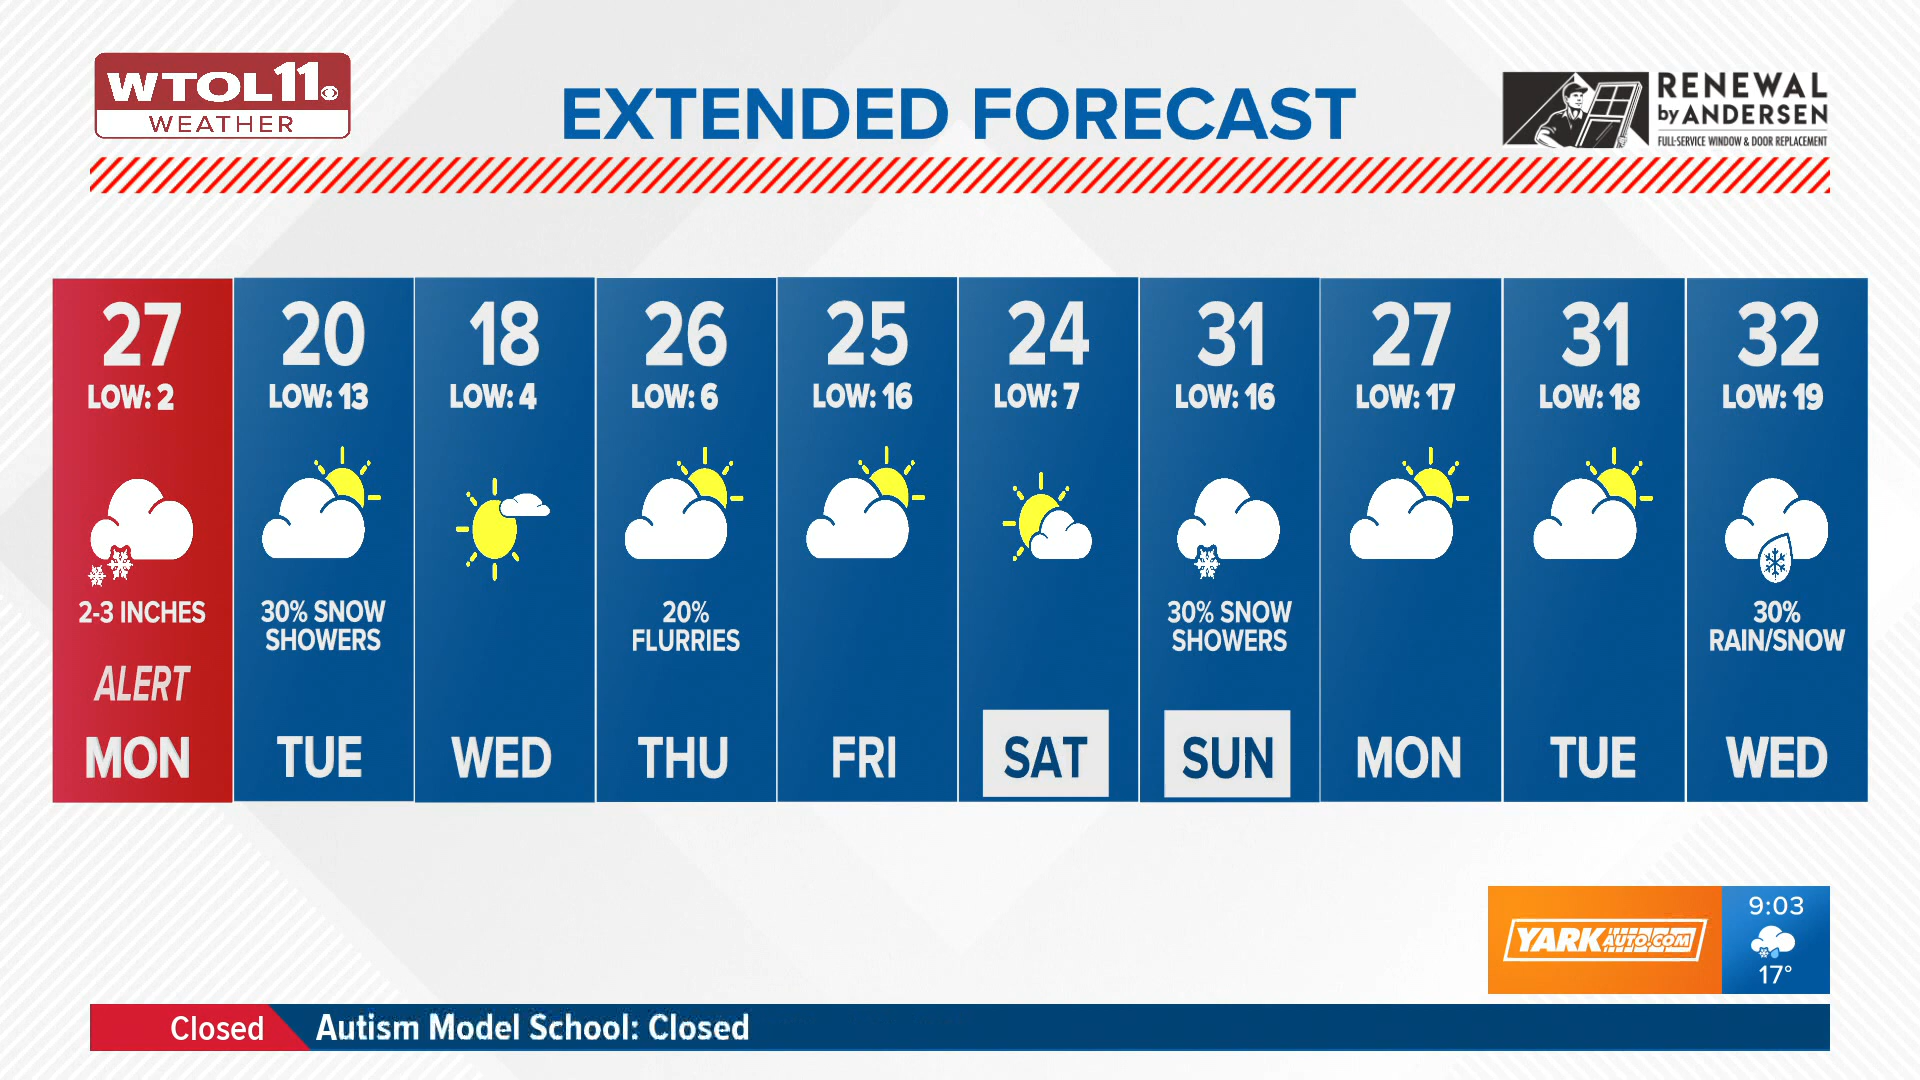 WTOL11
WEATHER
EXTENDED FORECAST
RENEWAL
by ANDERSEN
FULL-SERVICE WINDOW & DOOR REPLACEMENT
27
LOW: 2
2-3 INCHES
ALERT
MON
20
LOW: 13
30% SNOW
SHOWERS
TUE
18
LOW: 4
WED
26
LOW: 6
20%
FLURRIES
THU
25
LOW: 16
FRI
24
LOW: 7
SAT
31
LOW: 16
30% SNOW
SHOWERS
SUN
27
LOW: 17
MON
31
LOW: 18
TUE
32
LOW: 19
30%
RAIN/SNOW
WED
YARKAUTO.COM
9:03
17°
Closed
Autism Model School: Closed